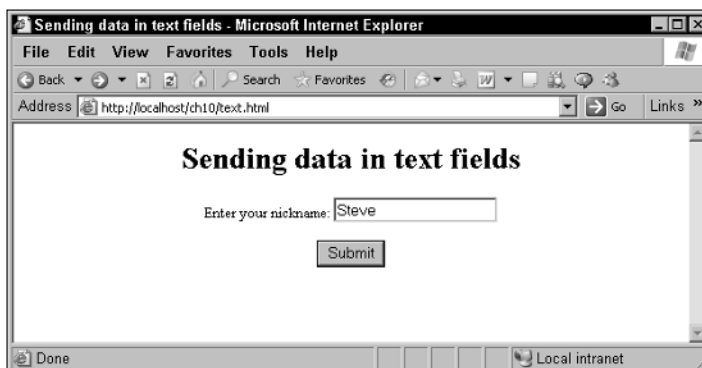 Sending data in text fields - Microsoft Internet Explorer
File Edit View Favorites Tools Help
Back Search Favorites W
Address http://localhost/ch10/text.html Go Links »
Sending data in text fields
Enter your nickname: Steve
Submit
Done Local intranet